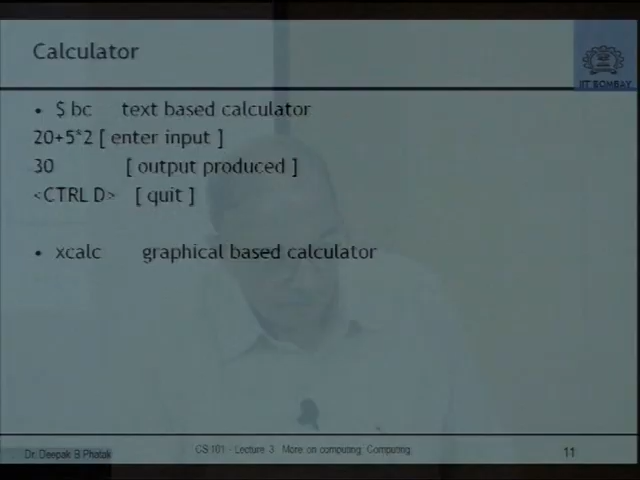 Calculator
IIT BOMBAY
• $ bc text based calculator
20+5*2 [ enter input ]
30 [ output produced ]
<CTRL D> [ quit ]
• xcalc graphical based calculator
Dr. Deepak B Phatak
CS 101 - Lecture 3 More on computing, Computing
11